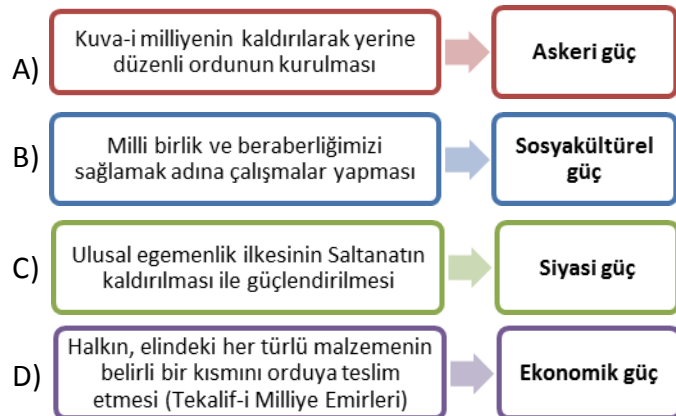 A)
Kuva-i milliyenin kaldırılarak yerine
düzenli ordunun kurulması
Askeri güç
B)
Milli birlik ve beraberliğimizi
sağlamak adına çalışmalar yapması
Sosyakültürel
güç
C)
Ulusal egemenlik ilkesinin Saltanatın
kaldırılması ile güçlendirilmesi
Siyasi güç
D)
Halkın, elindeki her türlü malzemenin
belirli bir kısmını orduya teslim
etmesi (Tekalif-i Milliye Emirleri)
Ekonomik güç